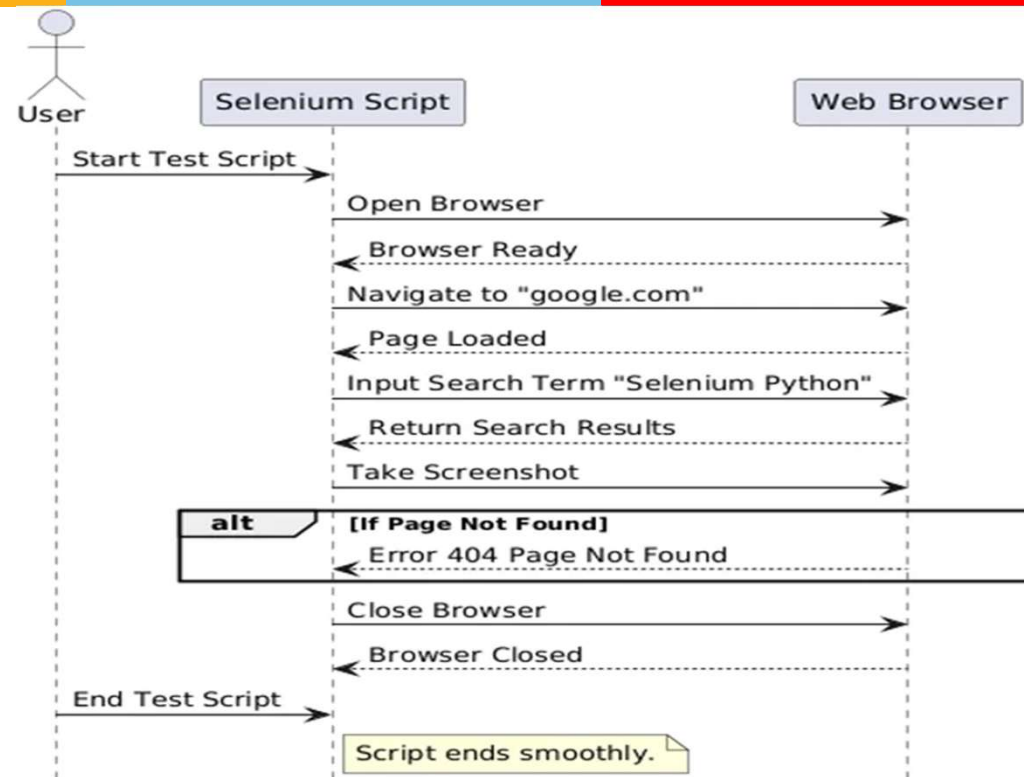 User
Selenium Script
Web Browser
Start Test Script
Open Browser
Browser Ready
Navigate to "google.com"
Page Loaded
Input Search Term "Selenium Python"
Return Search Results
Take Screenshot
alt [If Page Not Found]
Error 404 Page Not Found
Close Browser
Browser Closed
End Test Script
Script ends smoothly.